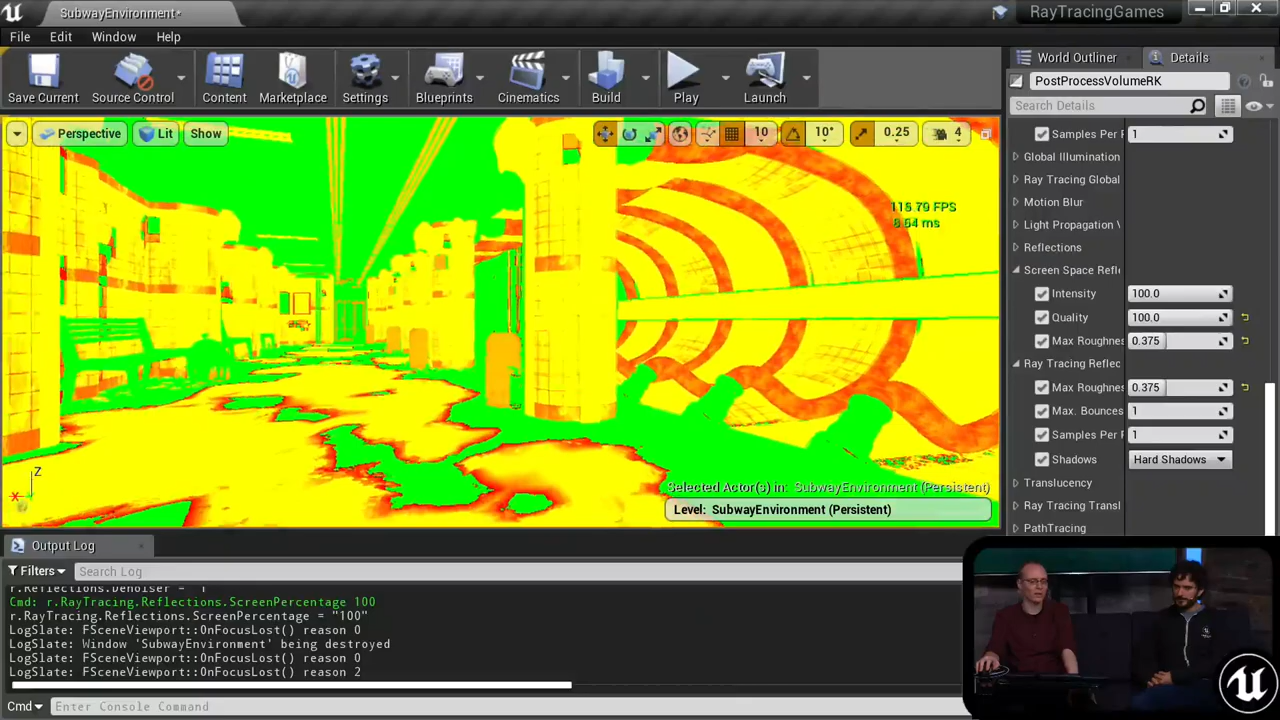 SubwayEnvironment*
RayTracingGames
File Edit Window Help
World Outliner Details
Save Current Source Control Content Marketplace Settings Blueprints Cinematics Build Play Launch
PostProcessVolumeRK
Search Details
Perspective Lit Show 10 10° 0.25 4
Samples Per 1
Global Illumination
Ray Tracing Global
Motion Blur
Light Propagation
Reflections
Screen Space Refle
Intensity 100.0
Quality 100.0
Max Roughnes 0.375
Ray Tracing Reflec
Max Roughnes 0.375
Max. Bounces 1
Samples Per 1
Shadows Hard Shadows
Translucency
Ray Tracing Transl
PathTracing
FPS
ms
Z
X
Selected Actor(s) in: SubwayEnvironment (Persistent)
Level: SubwayEnvironment (Persistent)
Output Log
Filters Search Log
r.Reflections.Denoiser = "1"
Cmd: r.RayTracing.Reflections.ScreenPercentage 100
r.RayTracing.Reflections.ScreenPercentage = "100"
LogSlate: FSceneViewport::OnFocusLost() reason 0
LogSlate: Window 'SubwayEnvironment' being destroyed
LogSlate: FSceneViewport::OnFocusLost() reason 0
LogSlate: FSceneViewport::OnFocusLost() reason 2
Cmd Enter Console Command